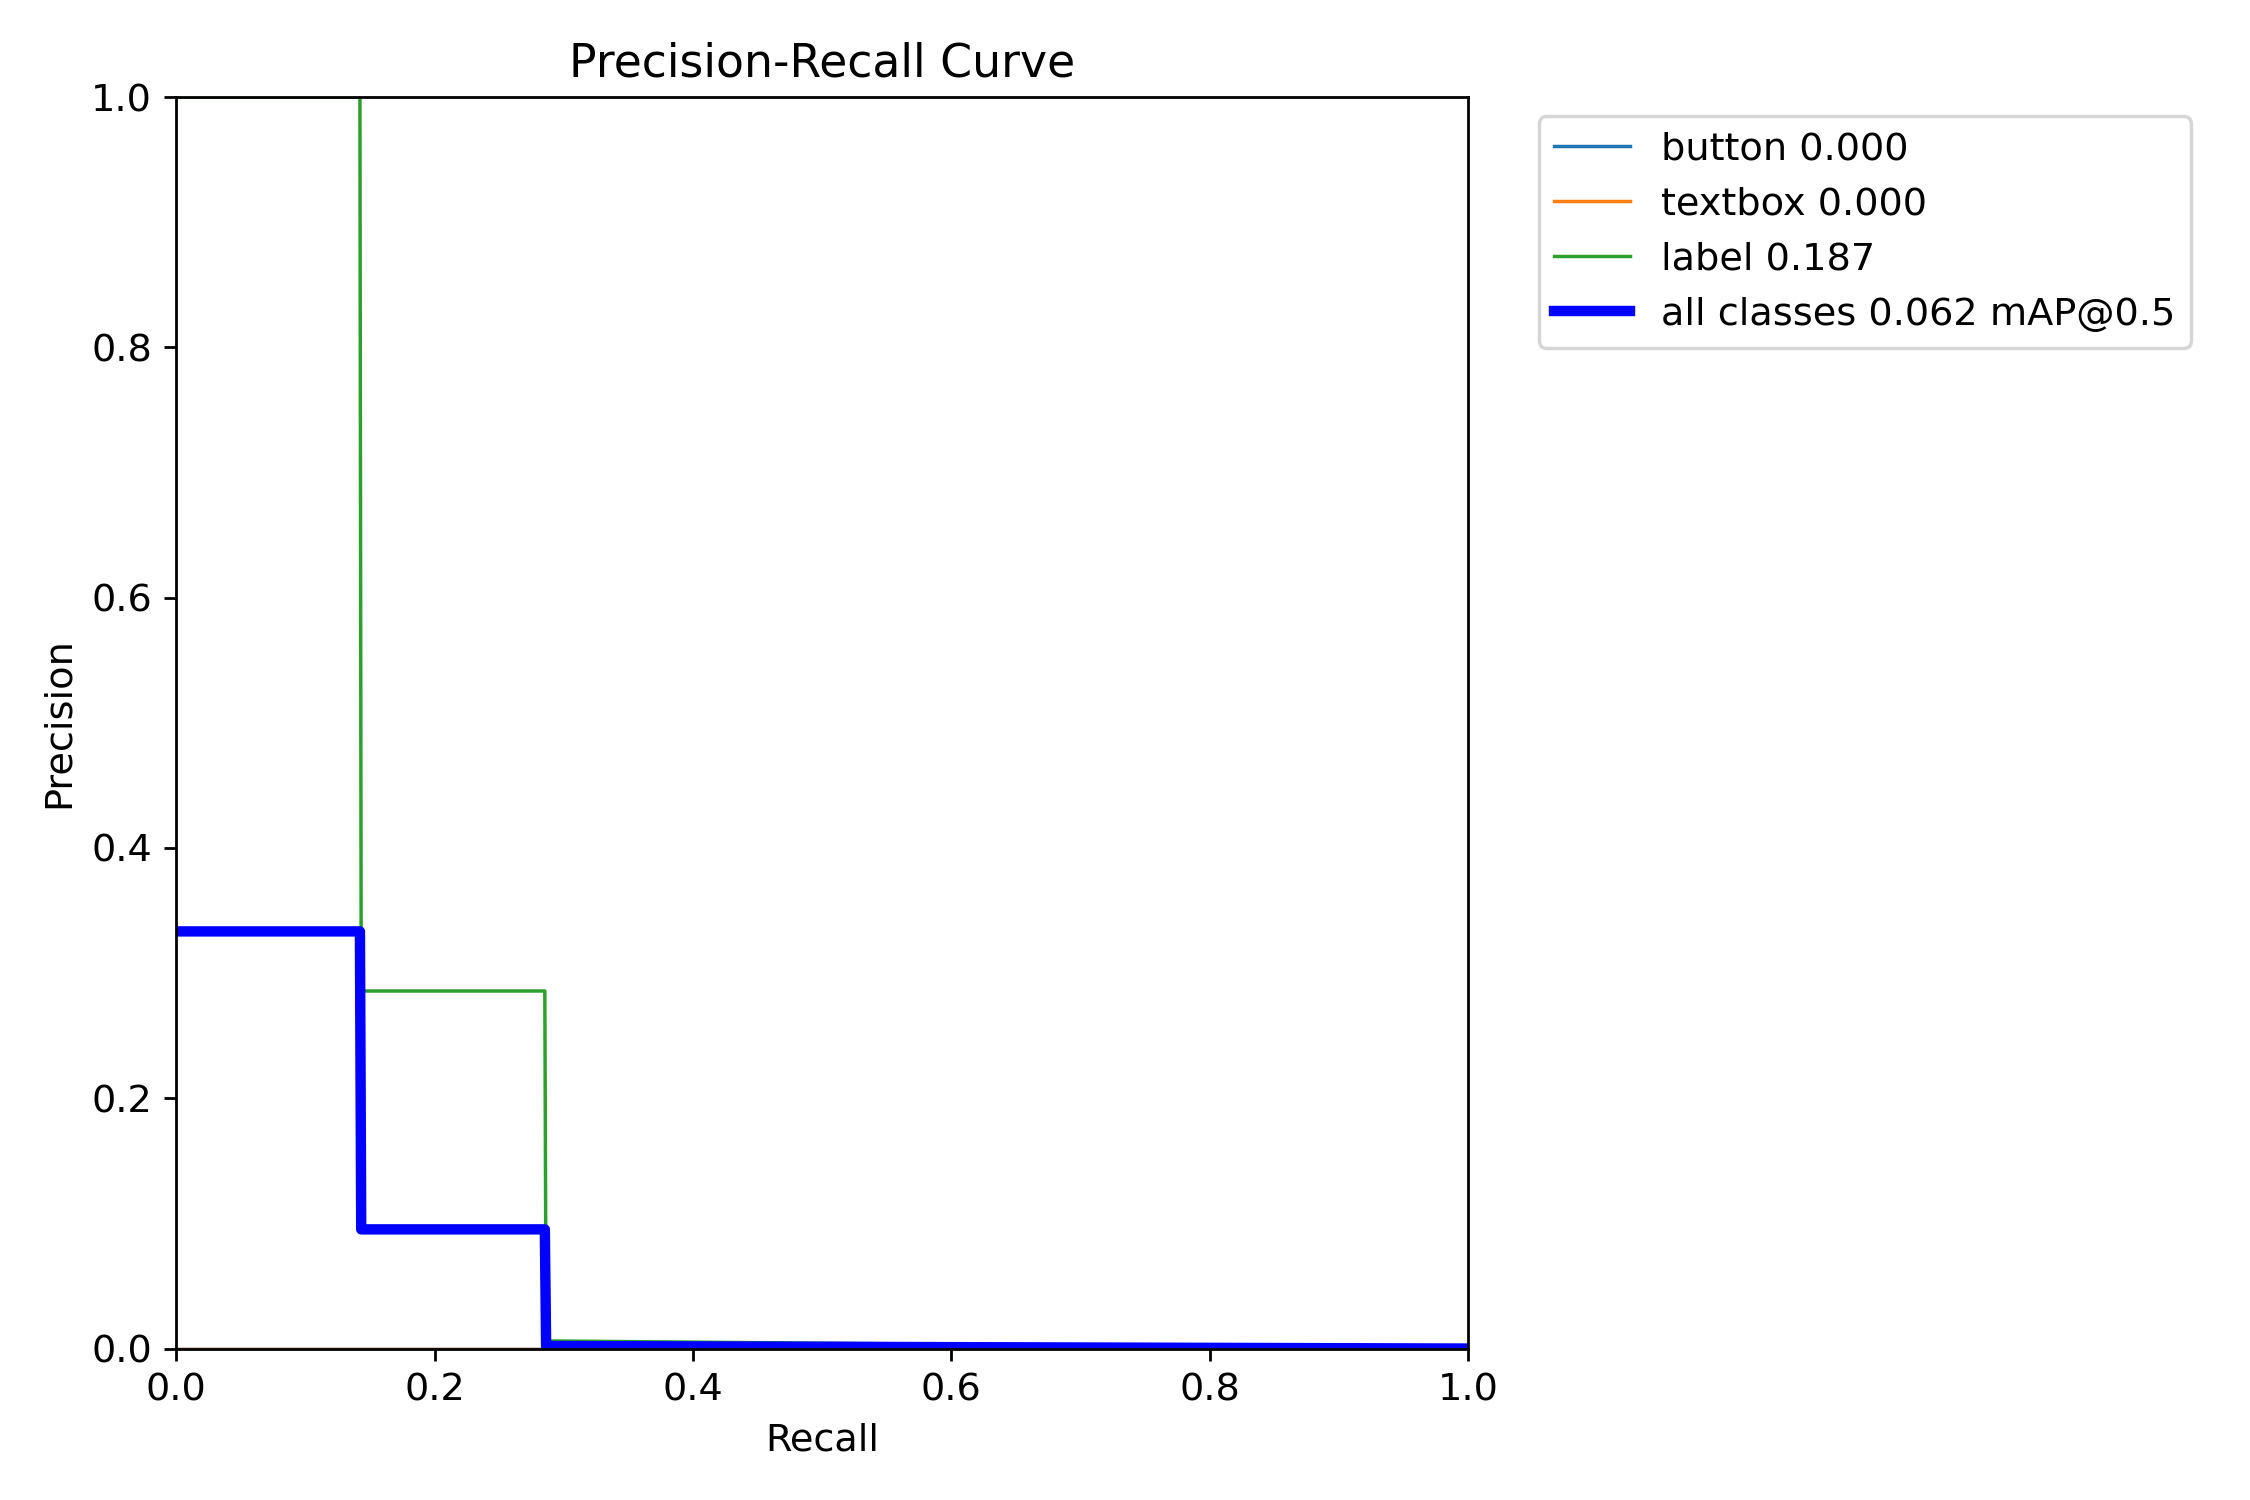 Precision-Recall Curve
1.0
0.8
0.6
0.4
0.2
0.0
Precision
0.0 0.2 0.4 0.6 0.8 1.0
Recall
button 0.000
textbox 0.000
label 0.187
all classes 0.062 mAP@0.5